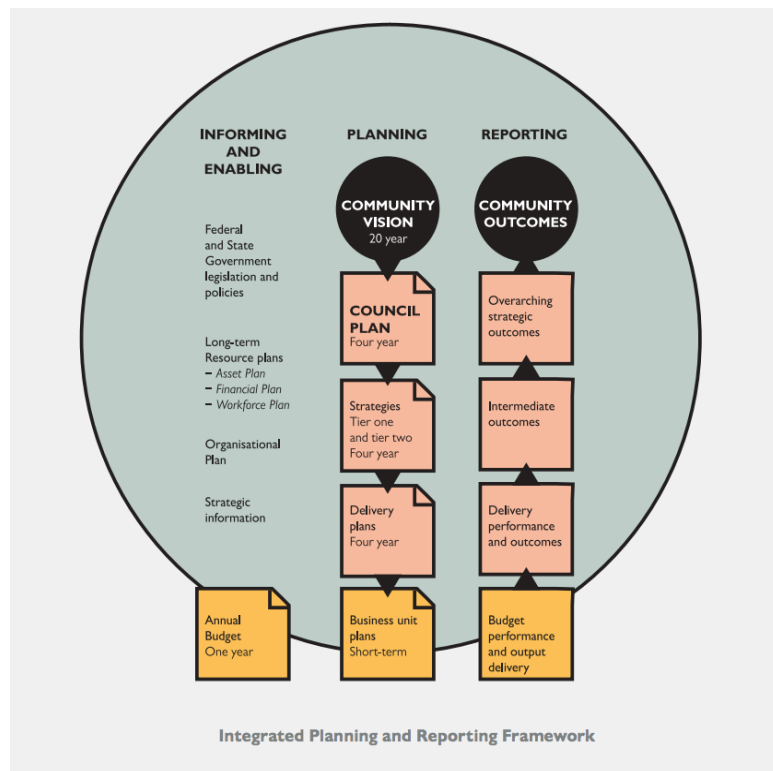 INFORMING
AND
ENABLING
Federal
and State
Government
legislation and
policies
Long-term
Resource plans
– Asset Plan
– Financial Plan
– Workforce Plan
Organisational
Plan
Strategic
information
Annual
Budget
One year
PLANNING
COMMUNITY
VISION
20 year
COUNCIL
PLAN
Four year
Strategies
Tier one
and tier two
Four year
Delivery
plans
Four year
Business unit
plans
Short-term
REPORTING
COMMUNITY
OUTCOMES
Overarching
strategic
outcomes
Intermediate
outcomes
Delivery
performance
and outcomes
Budget
performance
and output
delivery
Integrated Planning and Reporting Framework